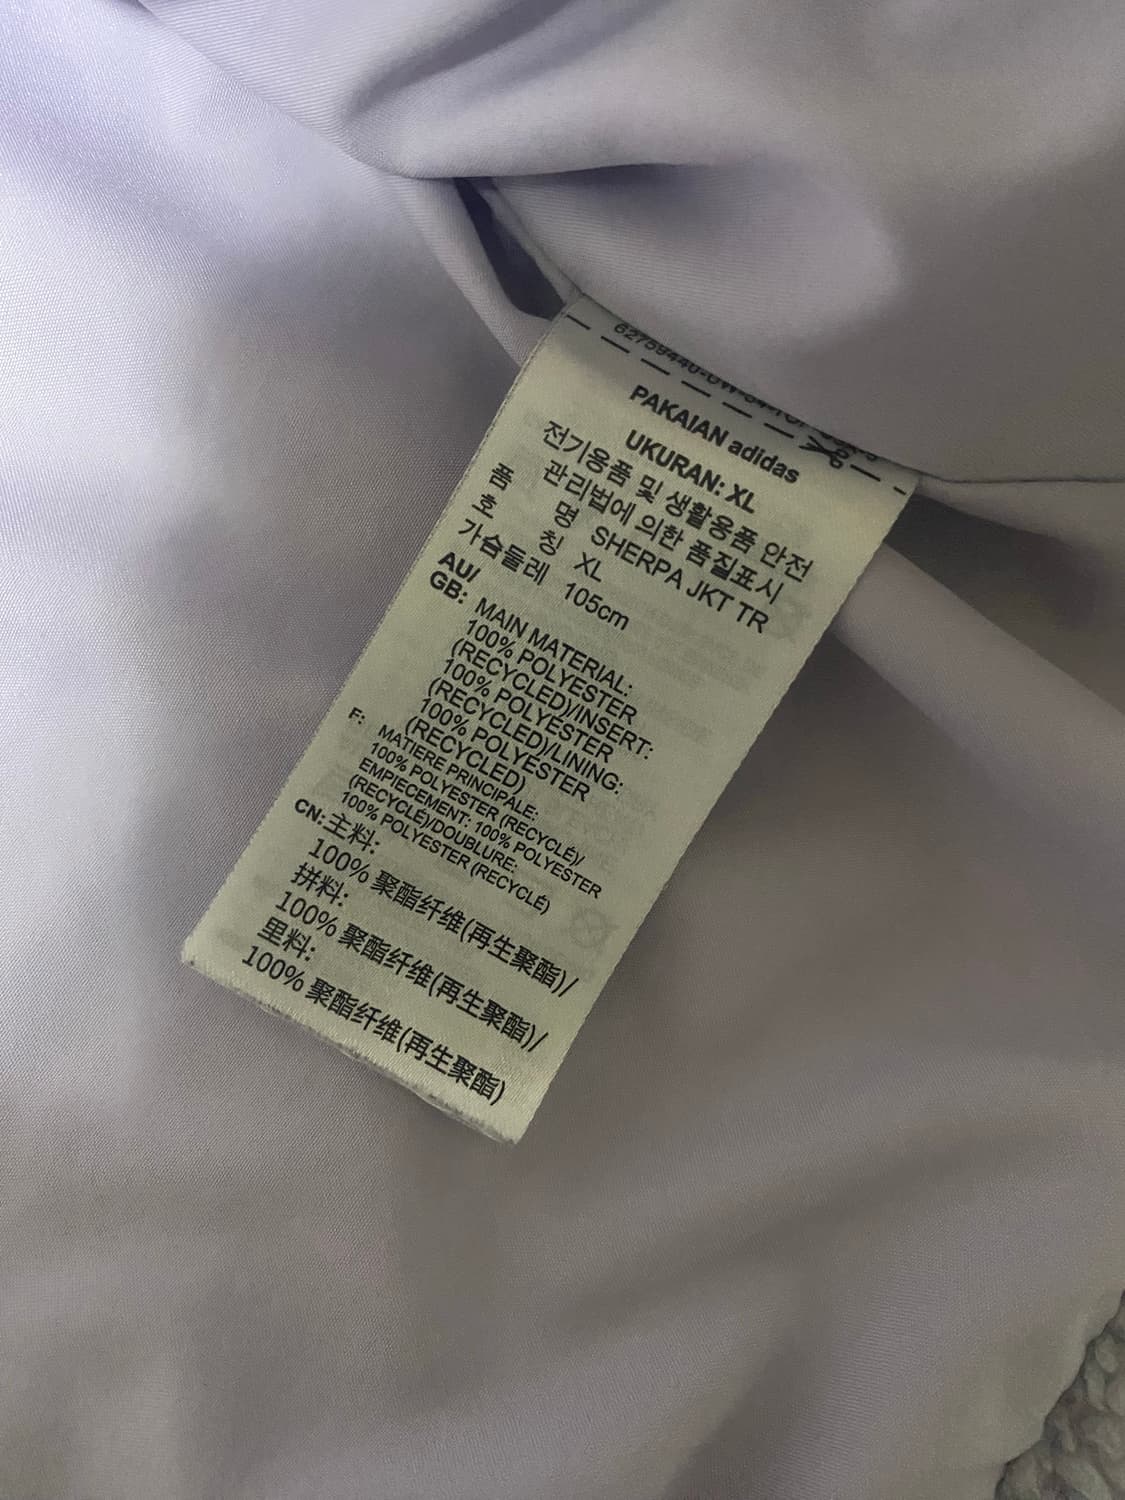 PAKAIAN adidas
UKURAN: XL
전기용품 및 생활용품 안전
관리법에 의한 품질표시
품 명 SHERPA JKT TR
호 칭 XL
가슴둘레 105cm
AU/
GB: MAIN MATERIAL:
100% POLYESTER
(RECYCLED)/INSERT:
100% POLYESTER
(RECYCLED)/LINING:
100% POLYESTER
(RECYCLED)
F: MATIERE PRINCIPALE:
100% POLYESTER (RECYCLÉ)/
EMPIECEMENT: 100% POLYESTER
(RECYCLÉ)/DOUBLURE:
100% POLYESTER (RECYCLÉ)
CN: 主料:
100% 聚酯纤维(再生聚酯)/
拼料:
100% 聚酯纤维(再生聚酯)/
里料:
100% 聚酯纤维(再生聚酯)